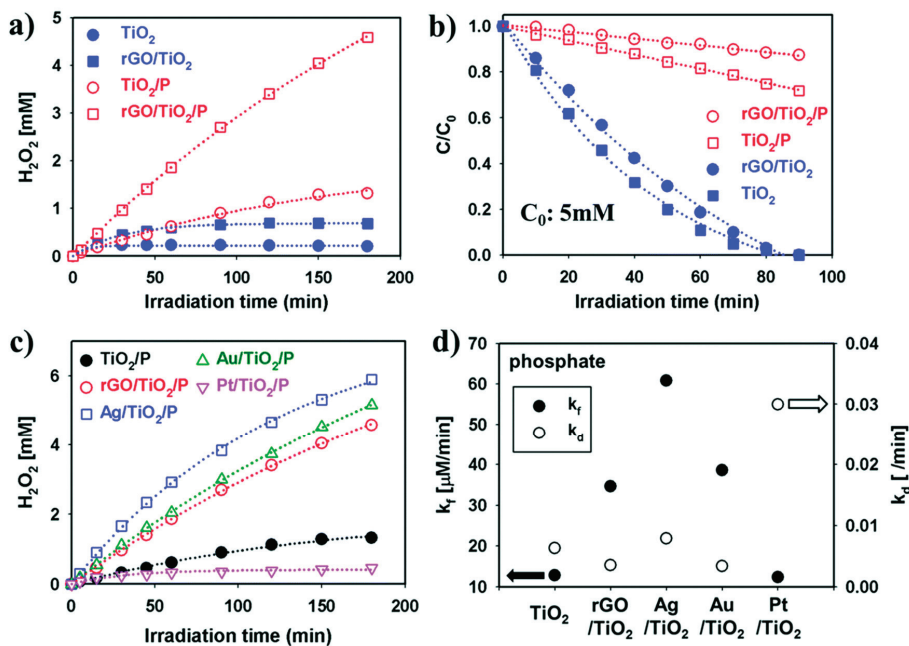 a)
TiO2
rGO/TiO2
TiO2/P
rGO/TiO2/P
H2O2 [mM]
5
4
3
2
1
0
0 50 100 150 200
Irradiation time (min)
b)
C/C0
1.0
0.8
0.6
0.4
0.2
0.0
rGO/TiO2/P
TiO2/P
rGO/TiO2
TiO2
C0: 5mM
0 20 40 60 80 100
Irradiation time (min)
c)
TiO2/P
rGO/TiO2/P
Ag/TiO2/P
Au/TiO2/P
Pt/TiO2/P
H2O2 [mM]
6
4
2
0
0 50 100 150 200
Irradiation time (min)
d)
phosphate
kf
kd
kf [µM/min]
70
60
50
40
30
20
10
0.04
0.03
0.02
0.01
0.00
kd [ /min]
TiO2
rGO
/TiO2
Ag
/TiO2
Au
/TiO2
Pt
/TiO2